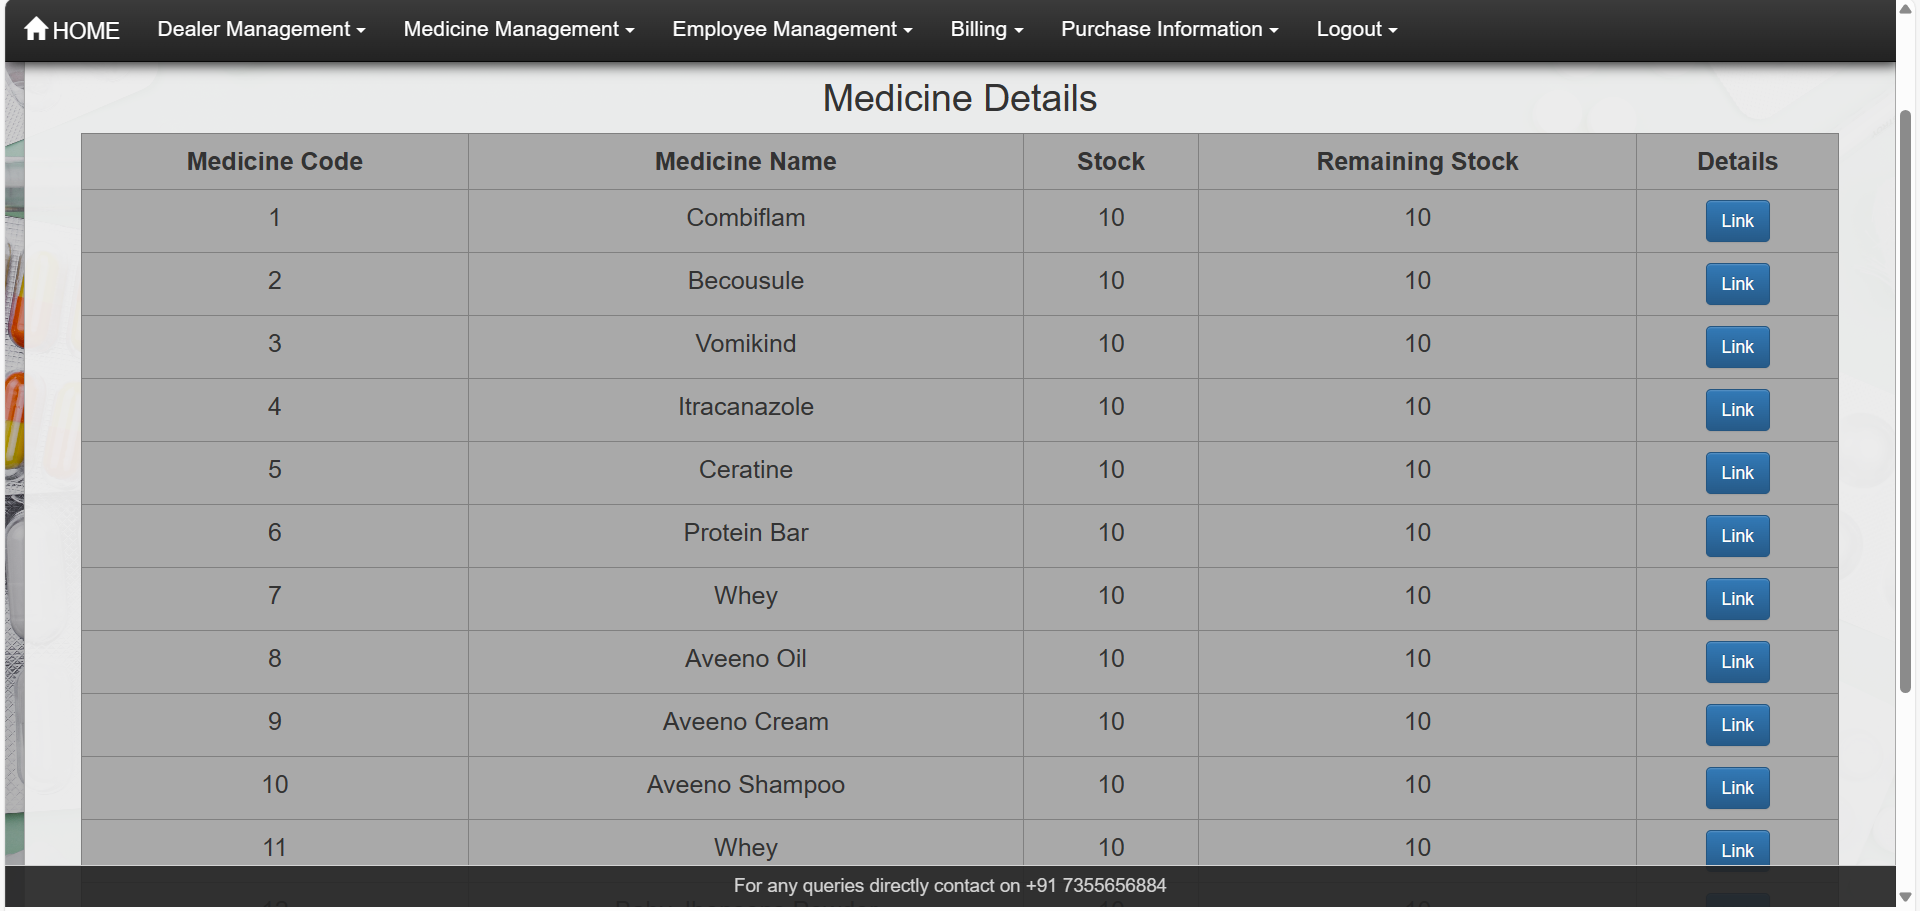 HOME Dealer Management Medicine Management Employee Management Billing Purchase Information Logout
Medicine Details
Medicine Code Medicine Name Stock Remaining Stock Details
1 Combiflam 10 10 Link
2 Becousule 10 10 Link
3 Vomikind 10 10 Link
4 Itracanazole 10 10 Link
5 Ceratine 10 10 Link
6 Protein Bar 10 10 Link
7 Whey 10 10 Link
8 Aveeno Oil 10 10 Link
9 Aveeno Cream 10 10 Link
10 Aveeno Shampoo 10 10 Link
11 Whey 10 10 Link
For any queries directly contact on +91 7355656884